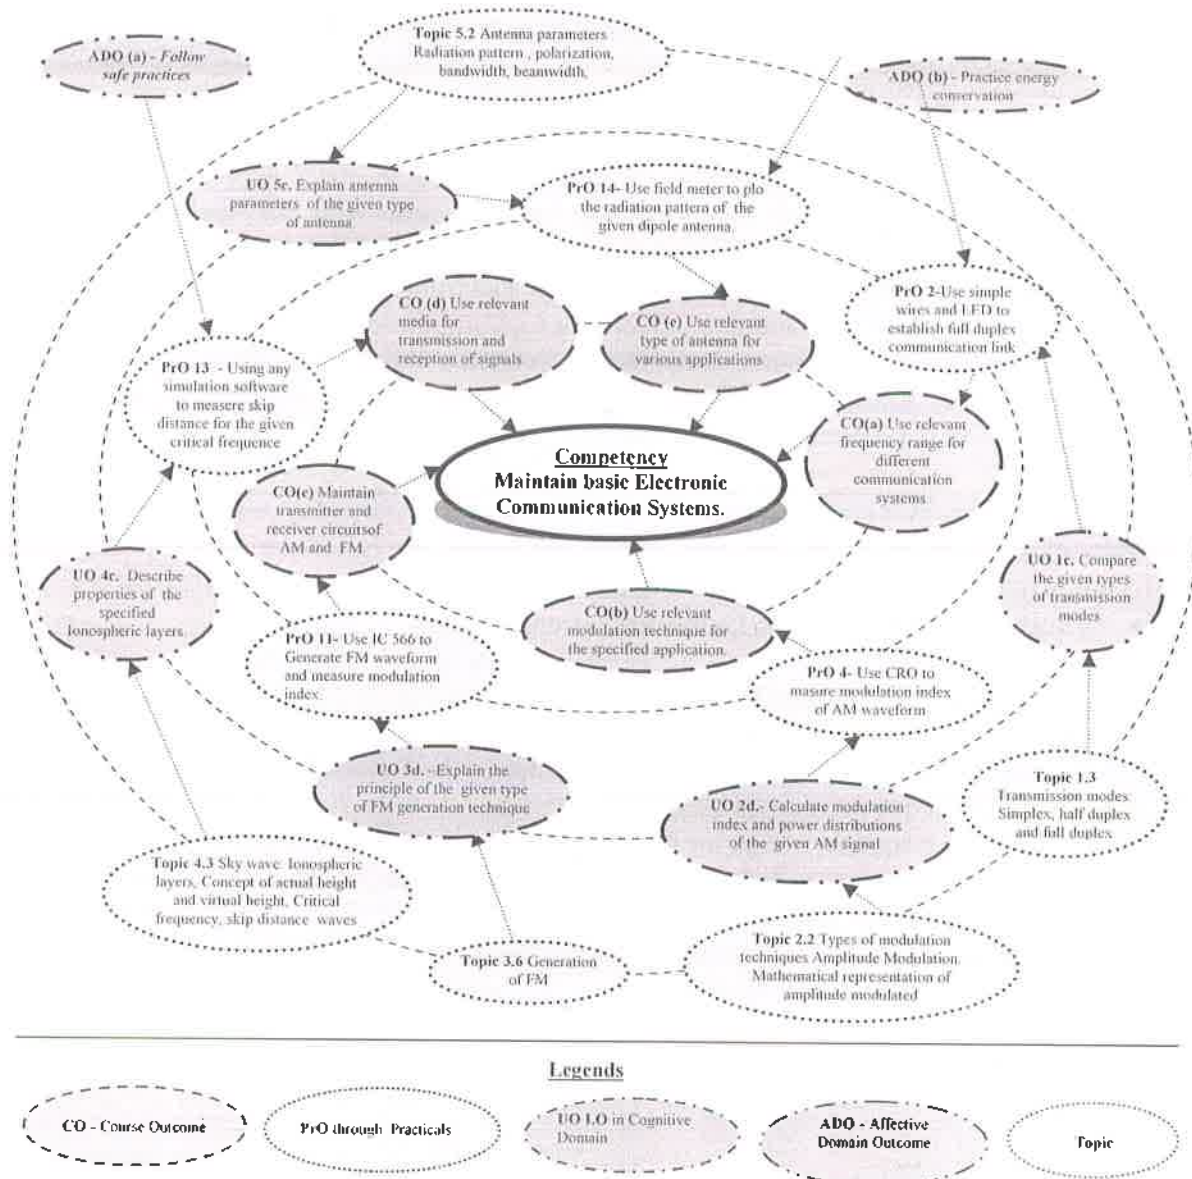 Topic 5.2 Antenna parameters
Radiation pattern , polarization,
bandwidth, beamwidth,
ADO (a) - Follow
safe practices
ADO (b) - Practice energy
conservation
UO 5c. Explain antenna
parameters of the given type
of antenna.
PrO 14- Use field meter to plo
the radiation pattern of the
given dipole antenna.
PrO 2-Use simple
wires and LED to
establish full duplex
communication link
CO (d) Use relevant
media for
transmission and
reception of signals
CO (e) Use relevant
type of antenna for
various applications
PrO 13 - Using any
simulation software
to measere skip
distance for the given
critical frequence
CO(a) Use relevant
frequency range for
different
communication
systems.
Competency
Maintain basic Electronic
Communication Systems.
CO(c) Maintain
transmitter and
receiver circuitsof
AM and FM.
UO 4c. Describe
properties of the
specified
Ionospheric layers.
UO 1c. Compare
the given types
of transmission
modes
CO(b) Use relevant
modulation technique for
the specified application.
PrO 11- Use IC 566 to
Generate FM waveform
and measure modulation
index.
PrO 4- Use CRO to
masure modulation index
of AM waveform
UO 3d. -Explain the
principle of the given type
of FM generation technique
UO 2d.- Calculate modulation
index and power distributions
of the given AM signal
Topic 1.3
Transmission modes
Simplex, half duplex
and full duplex
Topic 4.3 Sky wave Ionospheric
layers, Concept of actual height
and virtual height, Critical
frequency, skip distance waves
Topic 3.6 Generation
of FM
Topic 2.2 Types of modulation
techniques Amplitude Modulation.
Mathematical representation of
amplitude modulated
Legends
CO - Course Outcome
PrO through Practicals
UO LO in Cognitive
Domain
ADO - Affective
Domain Outcome
Topic